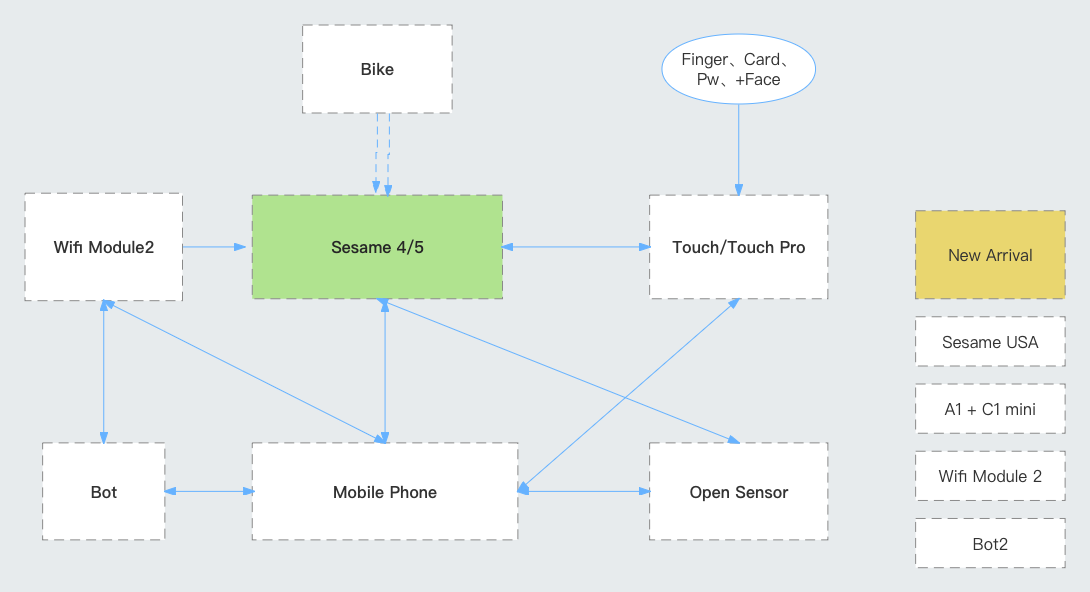 Bike
Finger、Card、
Pw、+Face
Wifi Module2
Sesame 4/5
Touch/Touch Pro
New Arrival
Sesame USA
A1 + C1 mini
Wifi Module 2
Bot
Mobile Phone
Open Sensor
Bot2